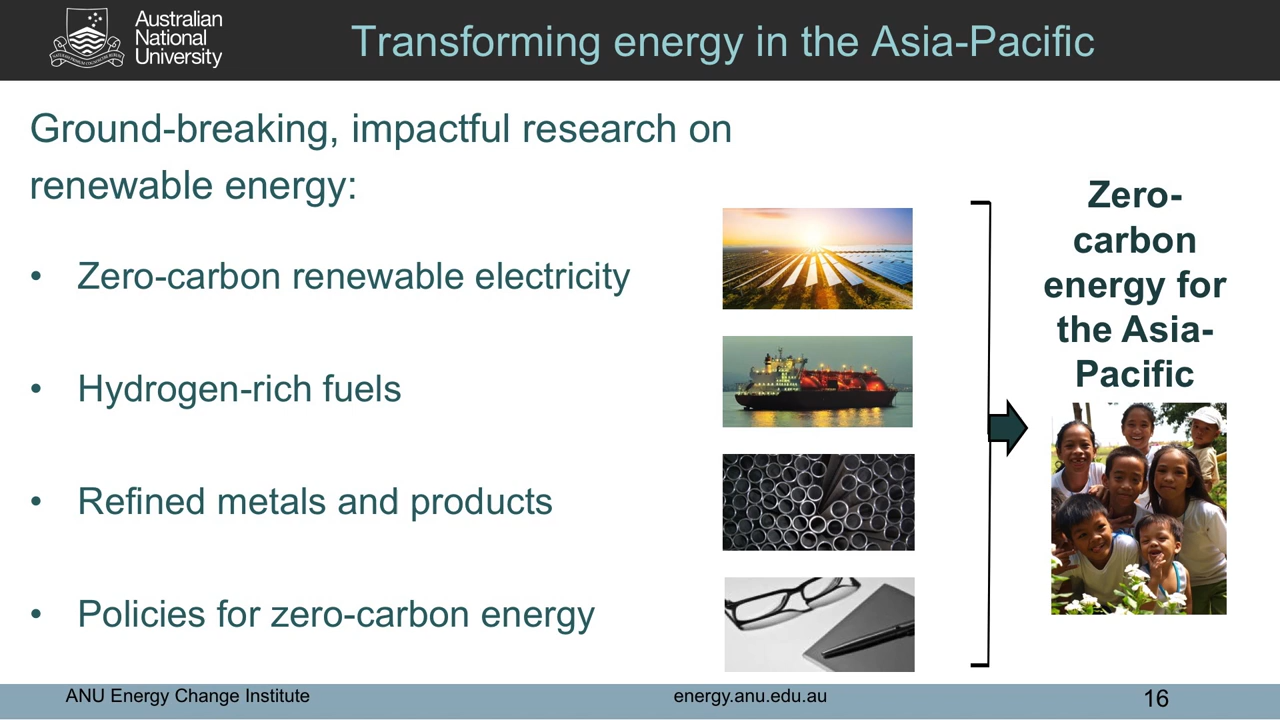 Australian
National
University
Transforming energy in the Asia-Pacific
Ground-breaking, impactful research on
renewable energy:
• Zero-carbon renewable electricity
• Hydrogen-rich fuels
• Refined metals and products
• Policies for zero-carbon energy
Zero-
carbon
energy for
the Asia-
Pacific
ANU Energy Change Institute
energy.anu.edu.au
16